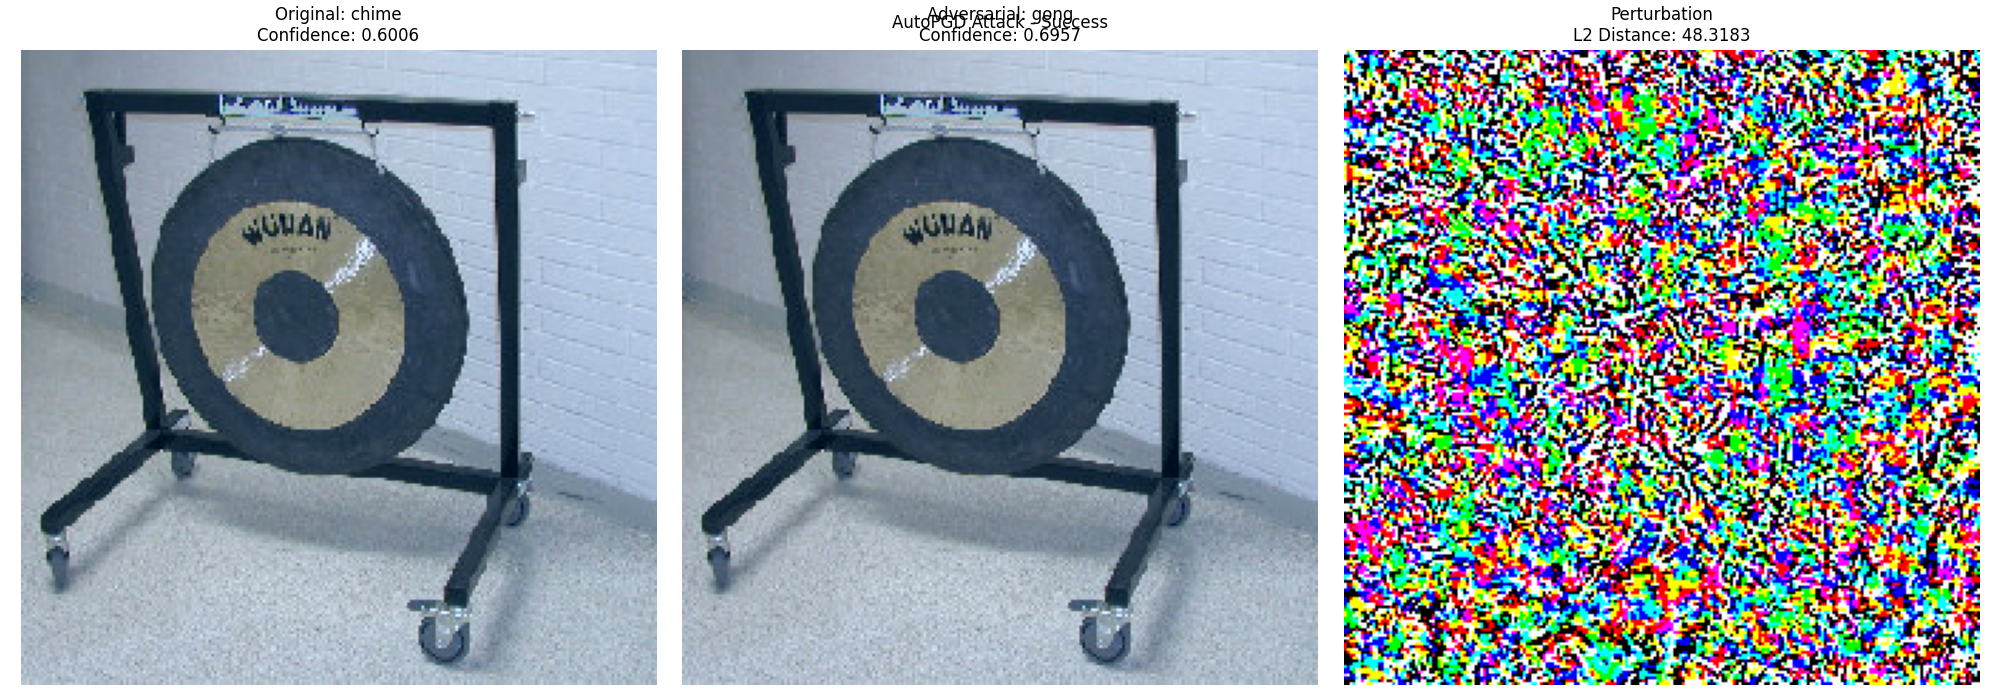 Original: chime
Confidence: 0.6006
AutoPGD Attack - Success
Adversarial: gong
Confidence: 0.6957
Perturbation
L2 Distance: 48.3183
WUHAN
WUHAN